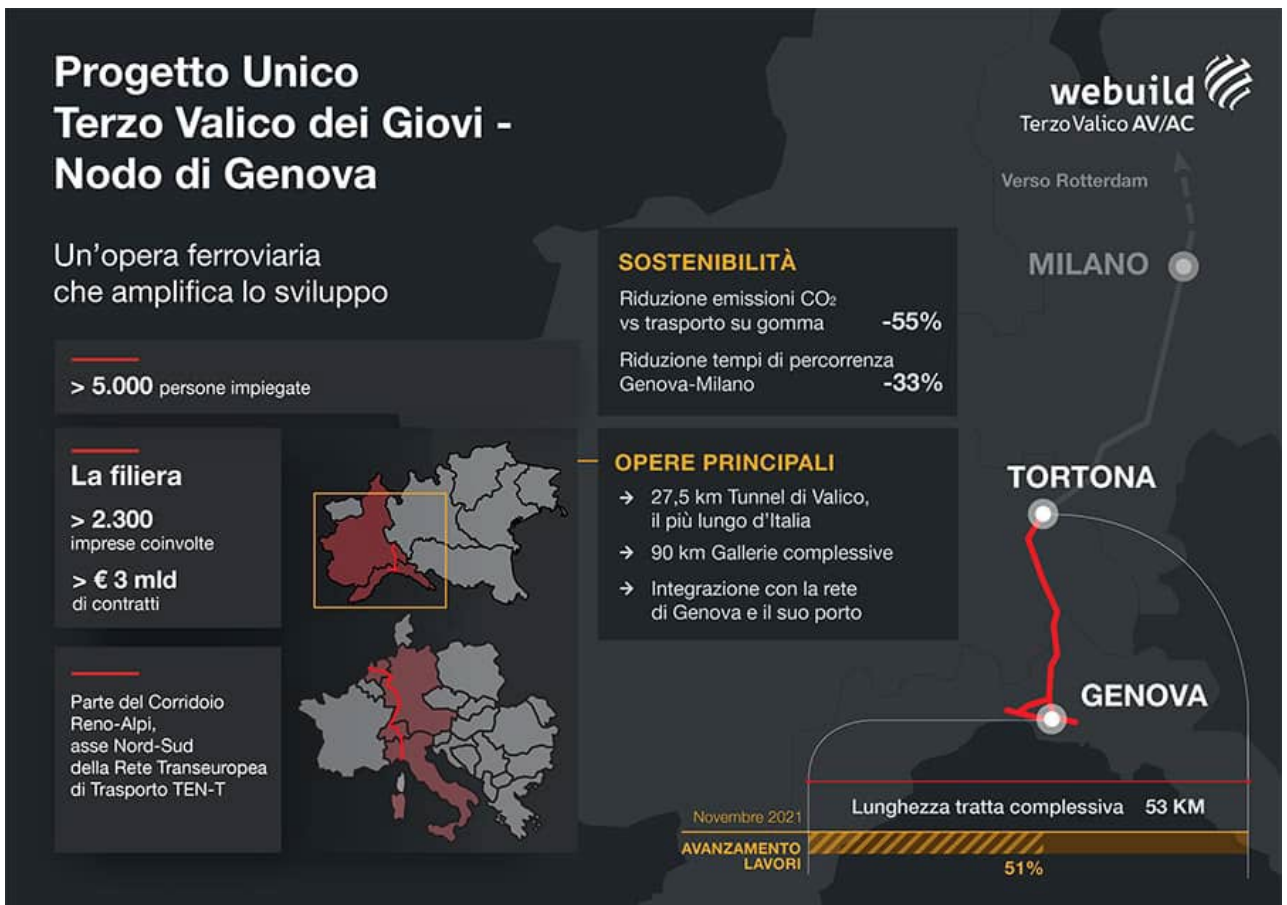 Progetto Unico
Terzo Valico dei Giovi -
Nodo di Genova
Un'opera ferroviaria
che amplifica lo sviluppo
> 5.000 persone impiegate
La filiera
> 2.300
imprese coinvolte
> € 3 mld
di contratti
Parte del Corridoio
Reno-Alpi,
asse Nord-Sud
della Rete Transeuropea
di Trasporto TEN-T
SOSTENIBILITÀ
Riduzione emissioni CO₂
vs trasporto su gomma -55%
Riduzione tempi di percorrenza
Genova-Milano -33%
OPERE PRINCIPALI
→ 27,5 km Tunnel di Valico,
il più lungo d'Italia
→ 90 km Gallerie complessive
→ Integrazione con la rete
di Genova e il suo porto
webuild
Terzo Valico AV/AC
Verso Rotterdam
MILANO
TORTONA
GENOVA
Lunghezza tratta complessiva 53 KM
Novembre 2021
AVANZAMENTO
LAVORI
51%